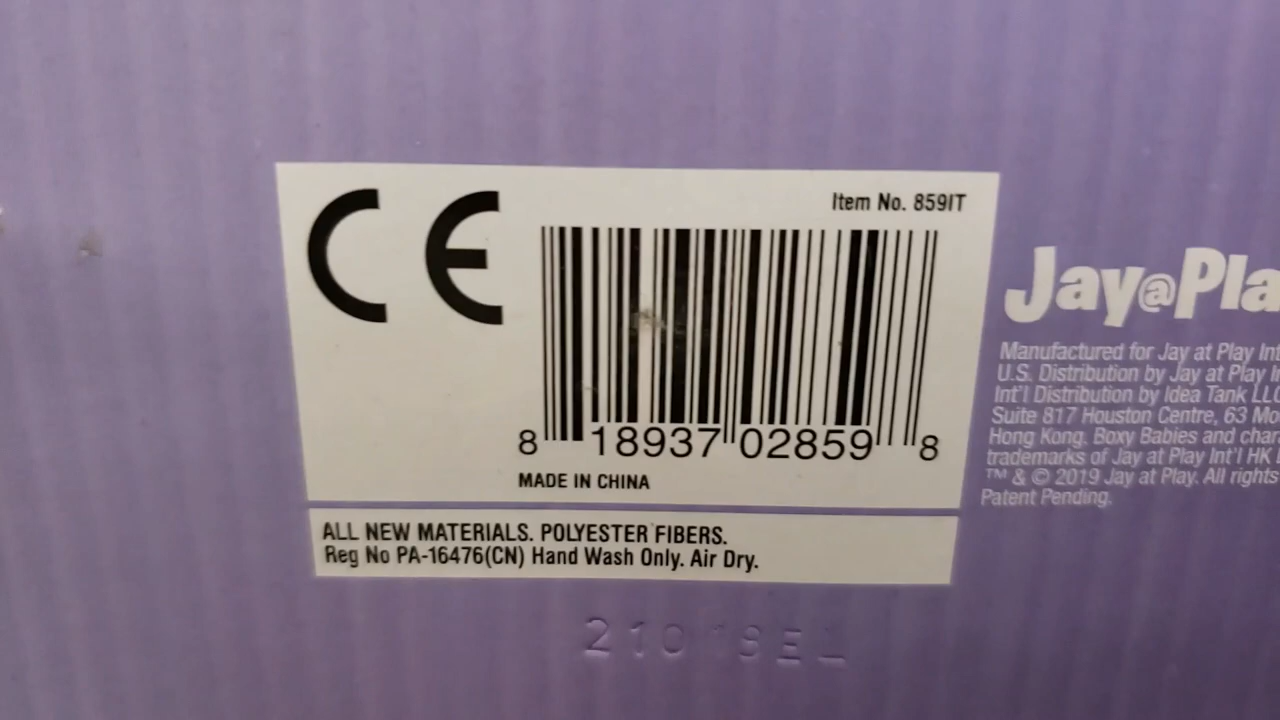 CE
Item No. 859IT
8 18937 02859 8
MADE IN CHINA
ALL NEW MATERIALS. POLYESTER FIBERS.
Reg No PA-16476(CN) Hand Wash Only. Air Dry.
Jay@Pla
Manufactured for Jay at Play Int
U.S. Distribution by Jay at Play
Int'l Distribution by Idea Tank LLC
Suite 817 Houston Centre, 63 Mo
Hong Kong. Boxy Babies and char
trademarks of Jay at Play Int'l HK
™ & © 2019 Jay at Play. All rights
Patent Pending.